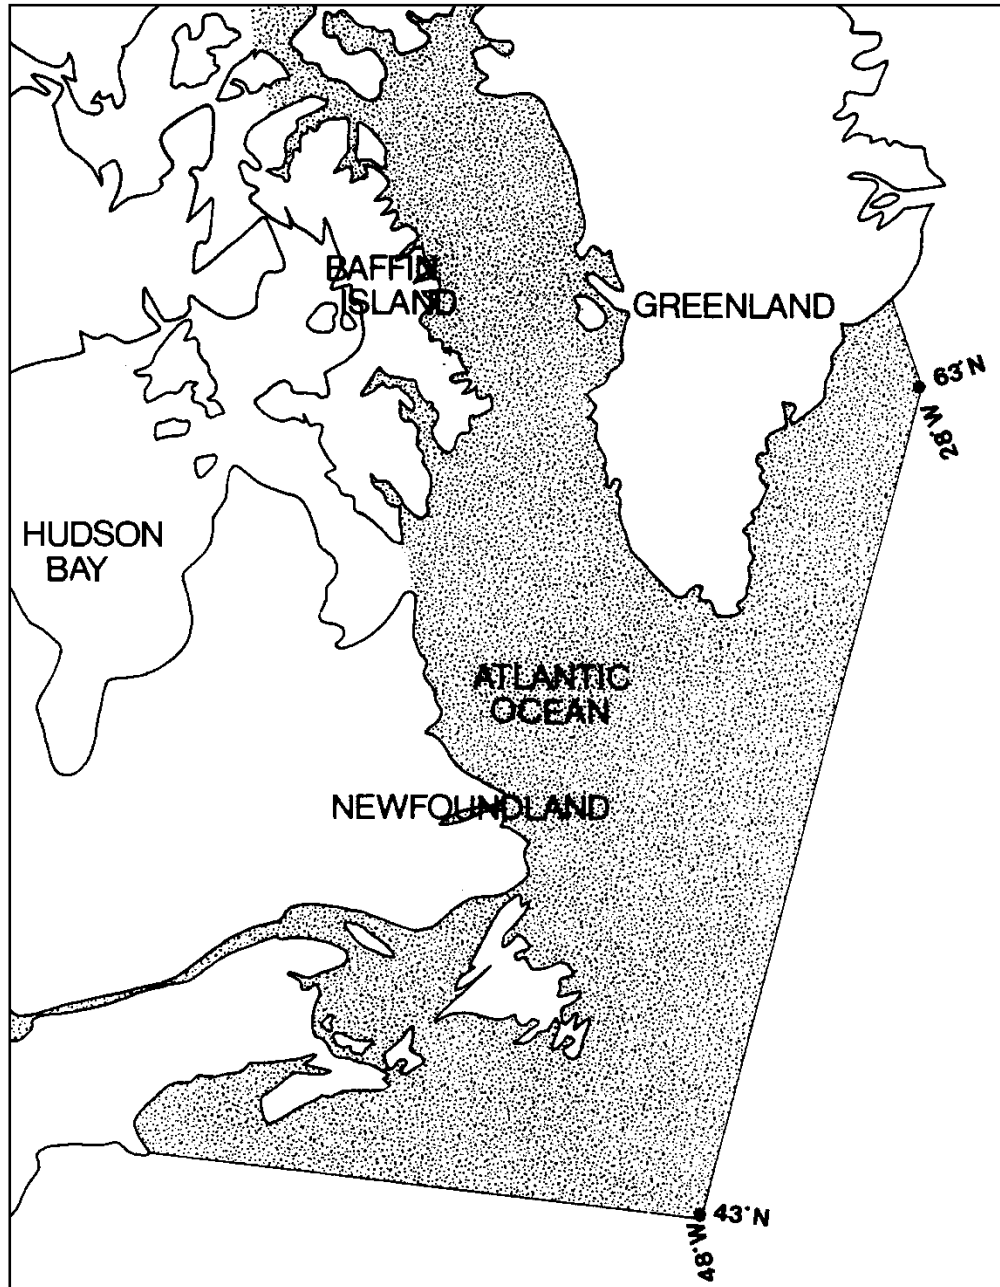 BAFFIN
ISLAND
GREENLAND
63°N
28°W
HUDSON
BAY
ATLANTIC
OCEAN
NEWFOUNDLAND
43°N
48°W